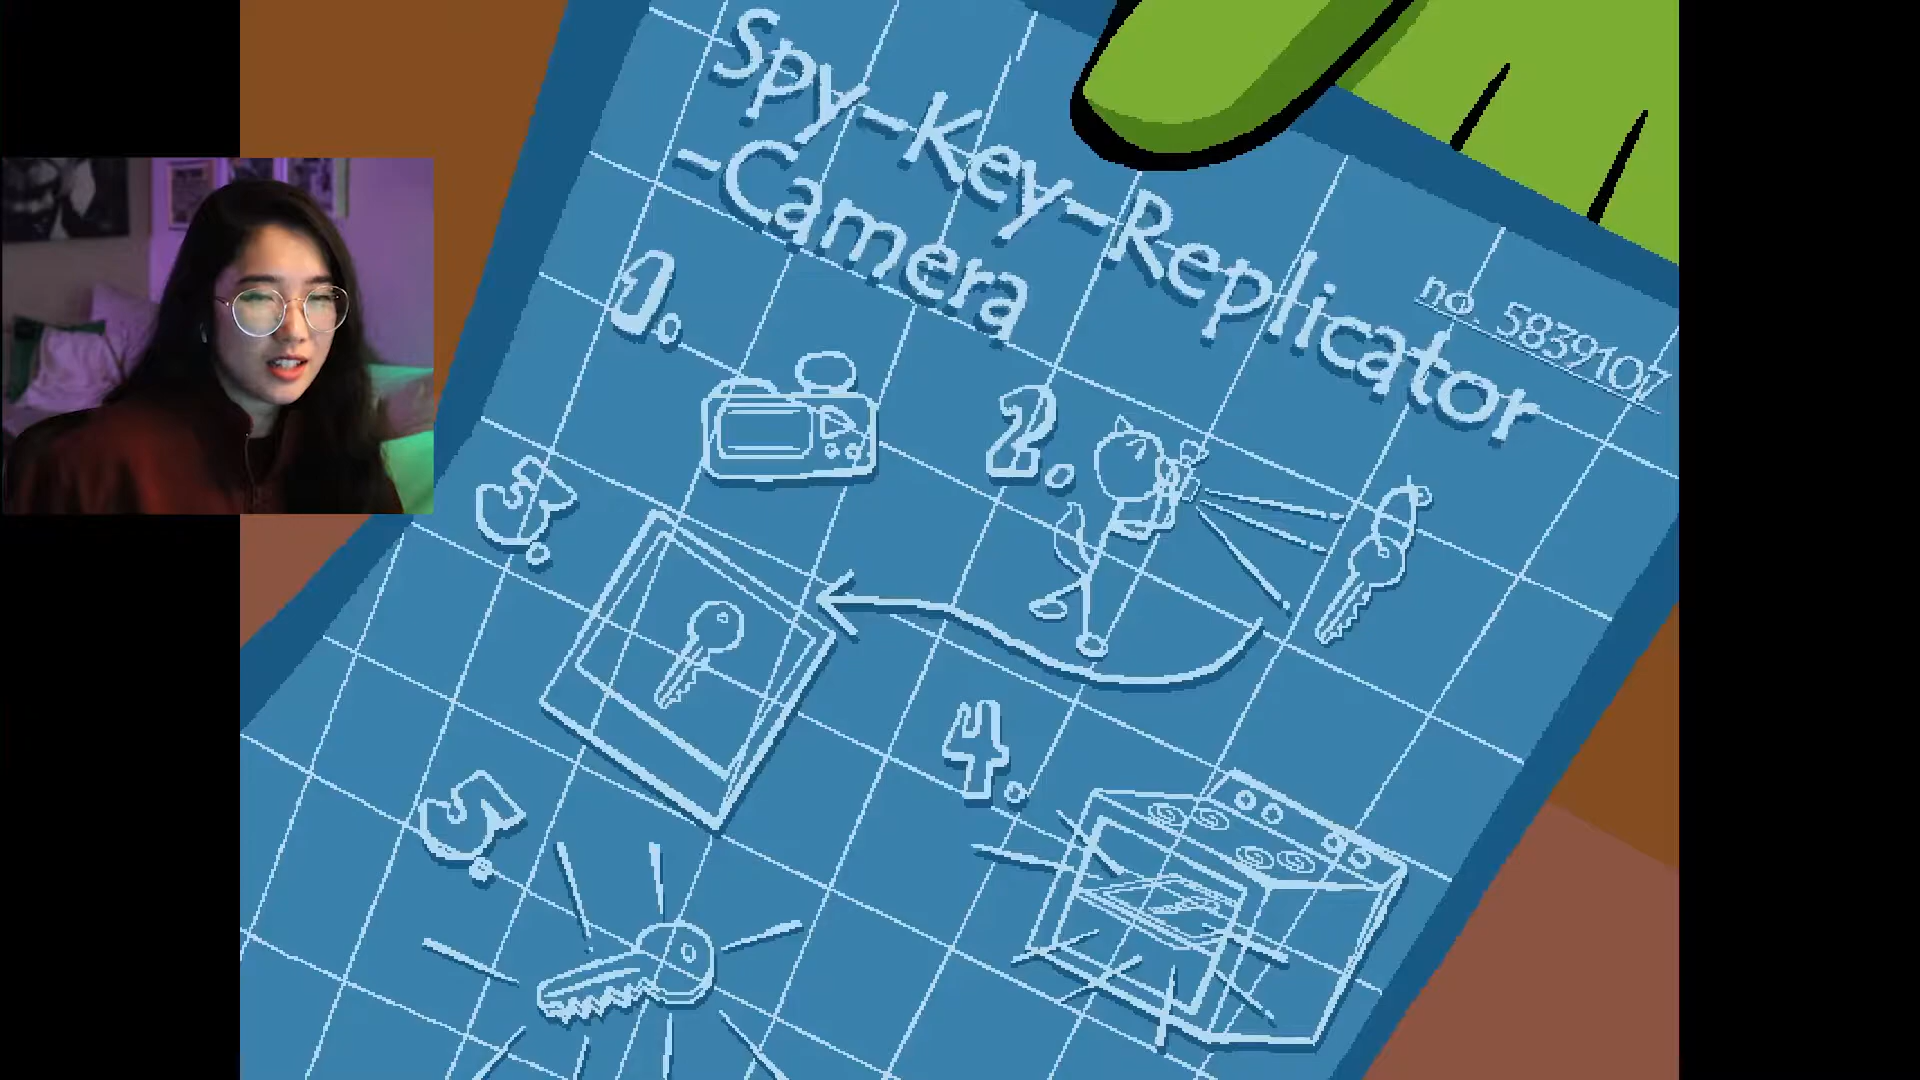 Spy-Key-Replicator
-Camera
no. 5839107
1.
2.
3.
4.
5.